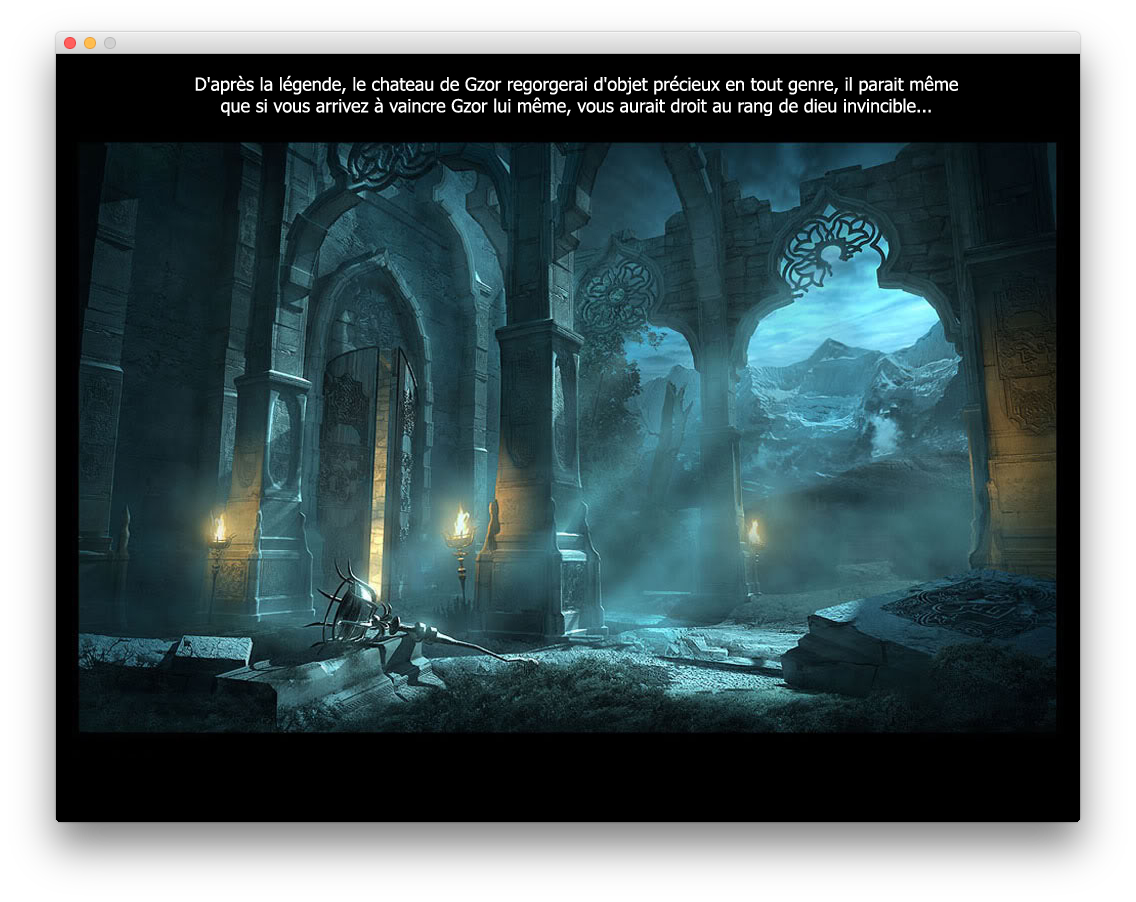 D'après la légende, le chateau de Gzor regorgerai d'objet précieux en tout genre, il parait même
que si vous arrivez à vaincre Gzor lui même, vous aurait droit au rang de dieu invincible...